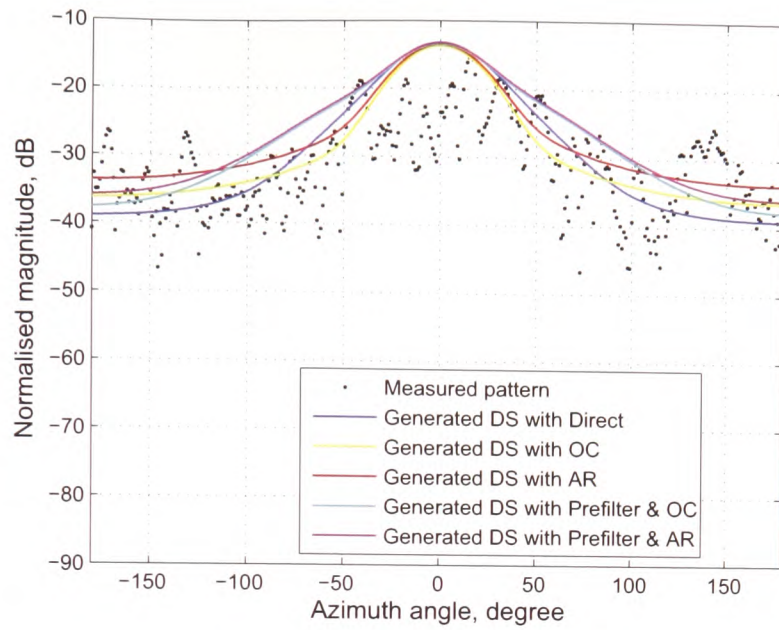 −10
−20
−30
−40
−50
−60
−70
−80
−90
Normalised magnitude, dB
Measured pattern
Generated DS with Direct
Generated DS with OC
Generated DS with AR
Generated DS with Prefilter & OC
Generated DS with Prefilter & AR
−150 −100 −50 0 50 100 150
Azimuth angle, degree